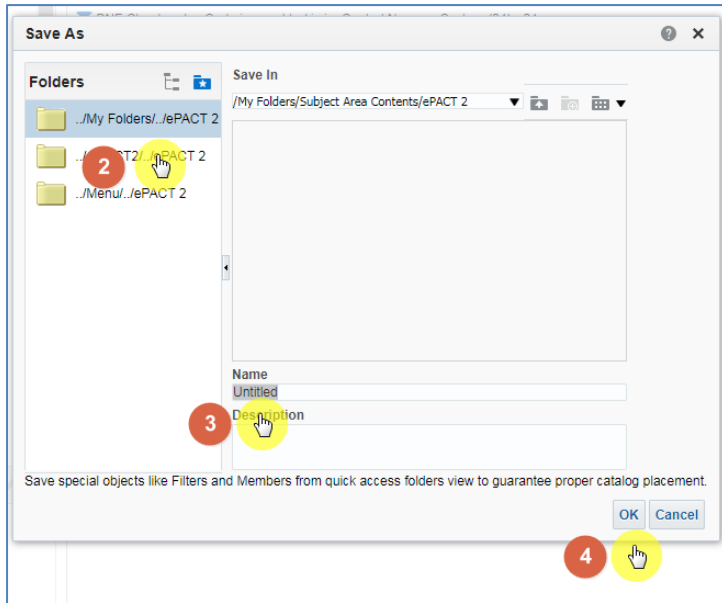 Save As
Folders
Save In
/My Folders/Subject Area Contents/ePACT 2
../My Folders/../ePACT 2
2
/../ePACT 2
../Menu/../ePACT 2
Name
Untitled
3
Description
Save special objects like Filters and Members from quick access folders view to guarantee proper catalog placement.
OK
Cancel
4